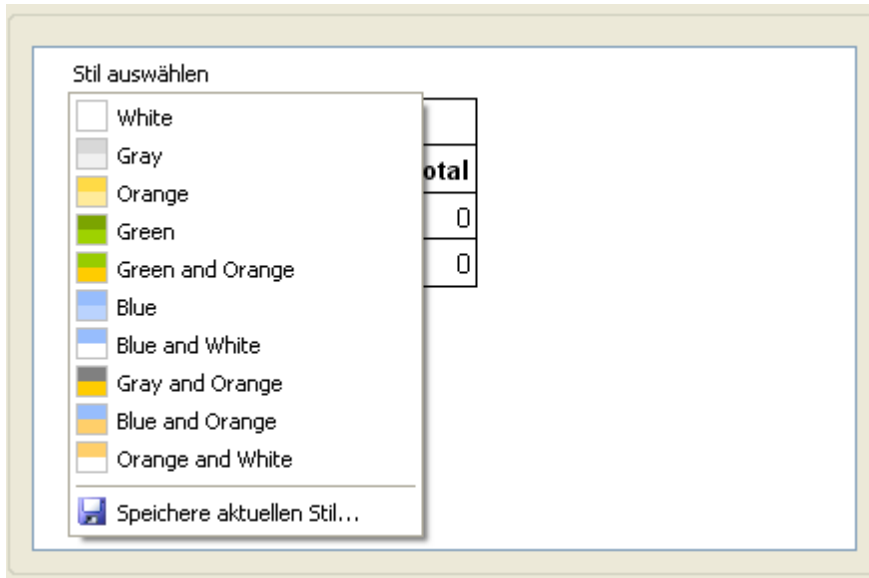 Stil auswählen
White
Gray
otal
Orange
Green
0
Green and Orange
0
Blue
Blue and White
Gray and Orange
Blue and Orange
Orange and White
Speichere aktuellen Stil...